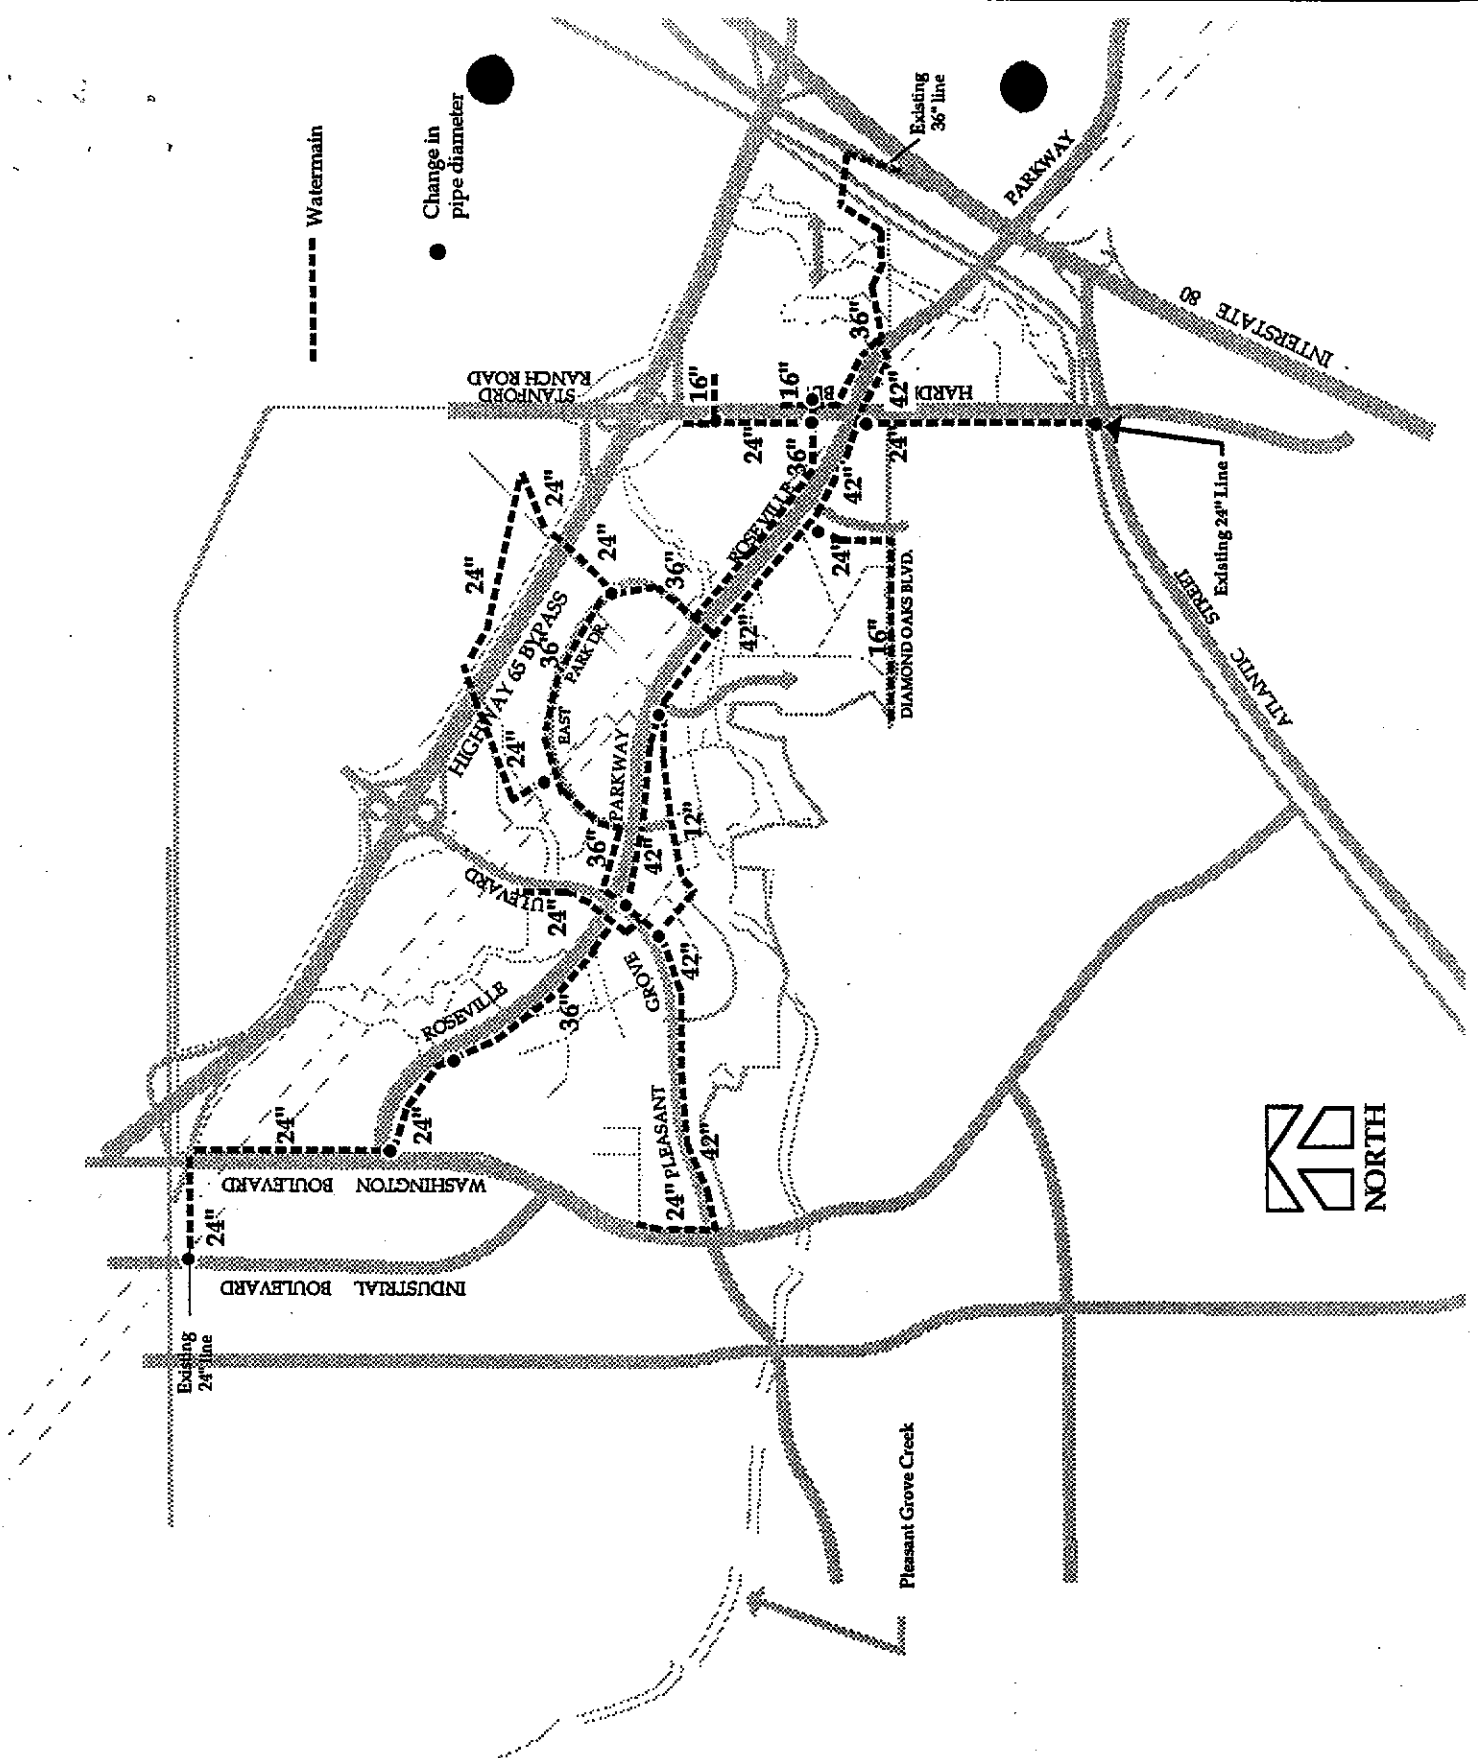 Watermain
Change in
pipe diameter
Existing
36" line
PARKWAY
INTERSTATE 80
STANFORD
RANCH ROAD
16"
16"
BL
36"
42"
HARDI
24"
36"
42"
24"
24"
24"
24"
36"
ROSEVILLE
24"
Existing 24" Line
HIGHWAY 65 BYPASS
36"
PARK DR.
EAST
42"
16"
DIAMOND OAKS BLVD.
ATLANTIC
STREET
24"
PARKWAY
36"
42"
12"
ULEVARD
24"
GROVE
42"
ROSEVILLE
36"
24"
24"
PLEASANT
42"
24"
WASHINGTON BOULEVARD
24"
INDUSTRIAL BOULEVARD
Existing
24" line
Pleasant Grove Creek
NORTH